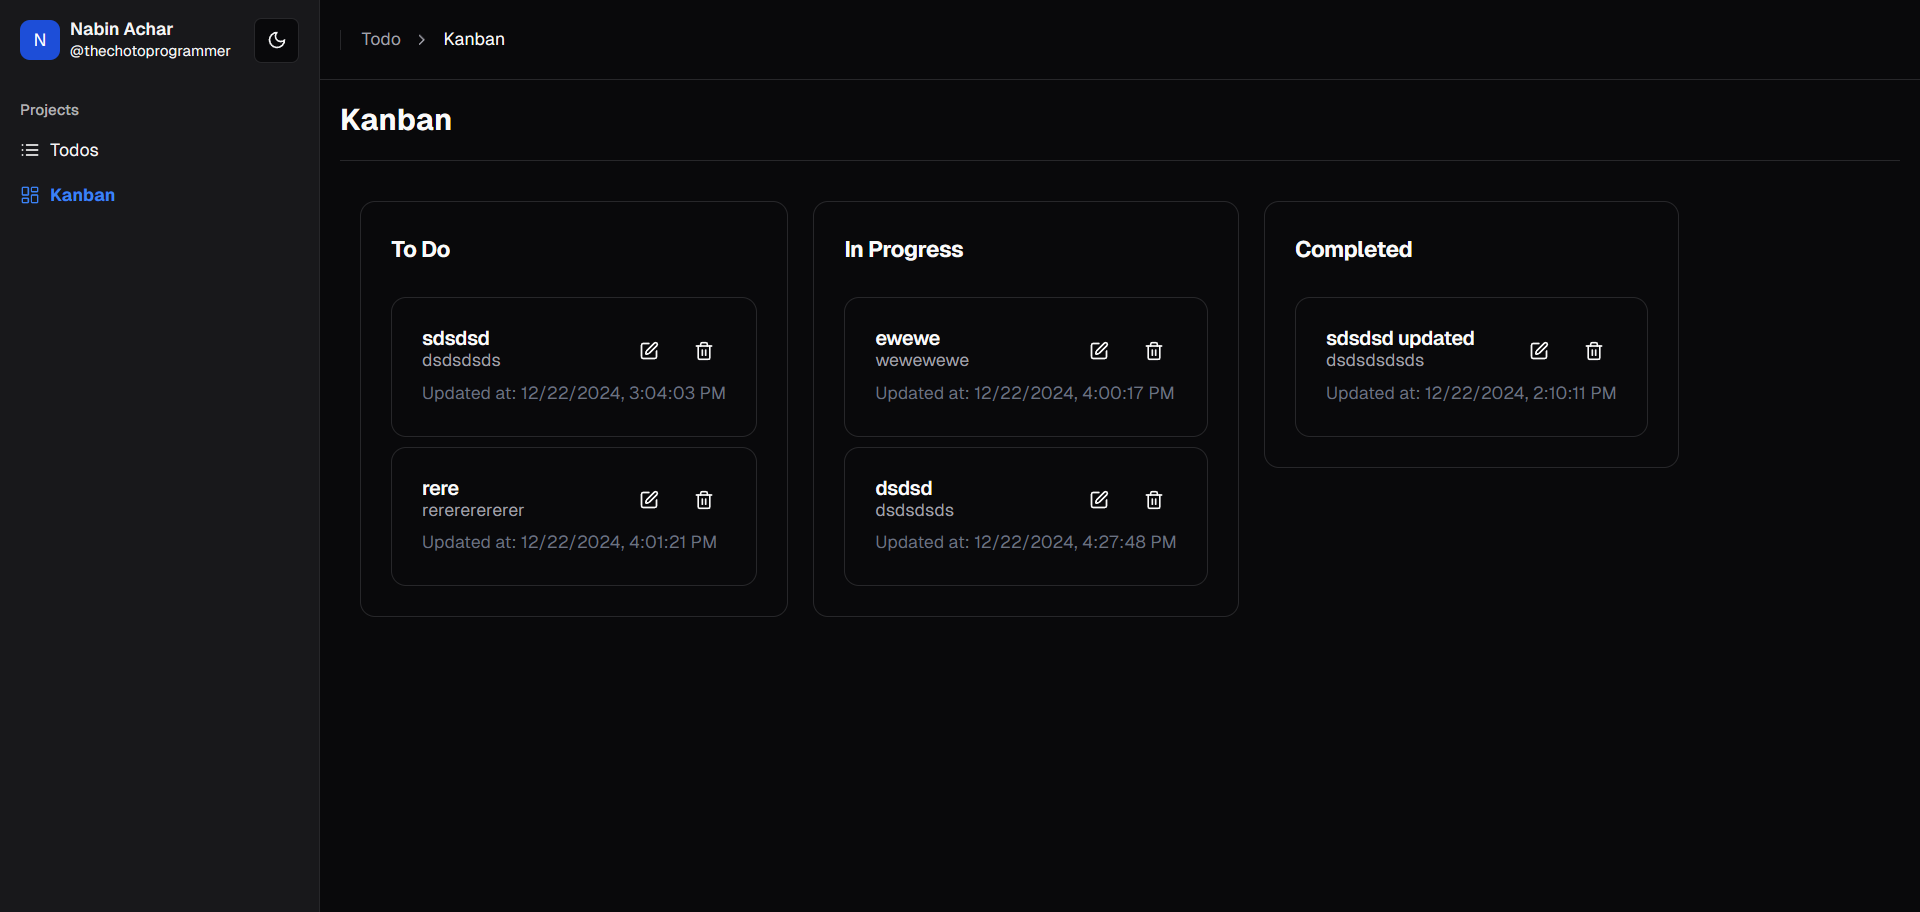 N
Nabin Achar
@thechotoprogrammer
Projects
Todos
Kanban
Todo > Kanban
Kanban
To Do
sdsdsd
dsdsdsds
Updated at: 12/22/2024, 3:04:03 PM
rere
rerererererer
Updated at: 12/22/2024, 4:01:21 PM
In Progress
ewewe
wewewewe
Updated at: 12/22/2024, 4:00:17 PM
dsdsd
dsdsdsds
Updated at: 12/22/2024, 4:27:48 PM
Completed
sdsdsd updated
dsdsdsdsds
Updated at: 12/22/2024, 2:10:11 PM